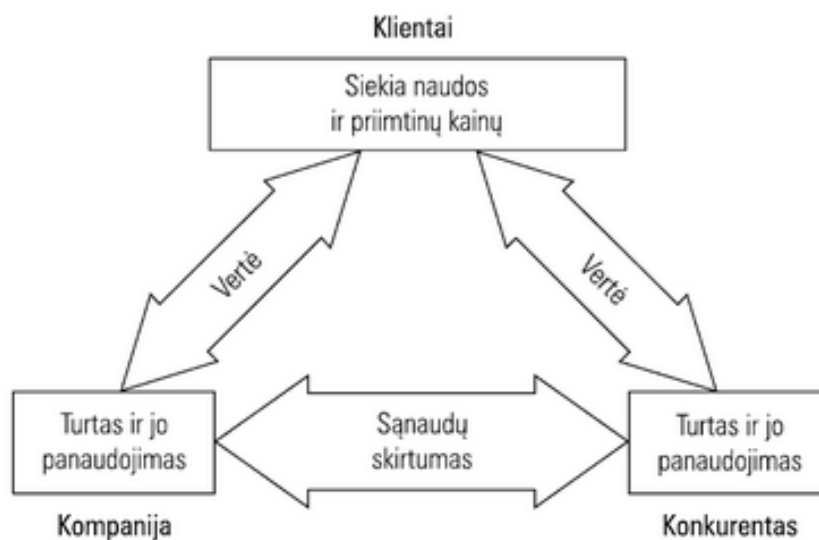 Klientai
Siekia naudos
ir priimtinų kainų
Vertė
Vertė
Turtas ir jo
panaudojimas
Sąnaudų
skirtumas
Turtas ir jo
panaudojimas
Kompanija
Konkurentas